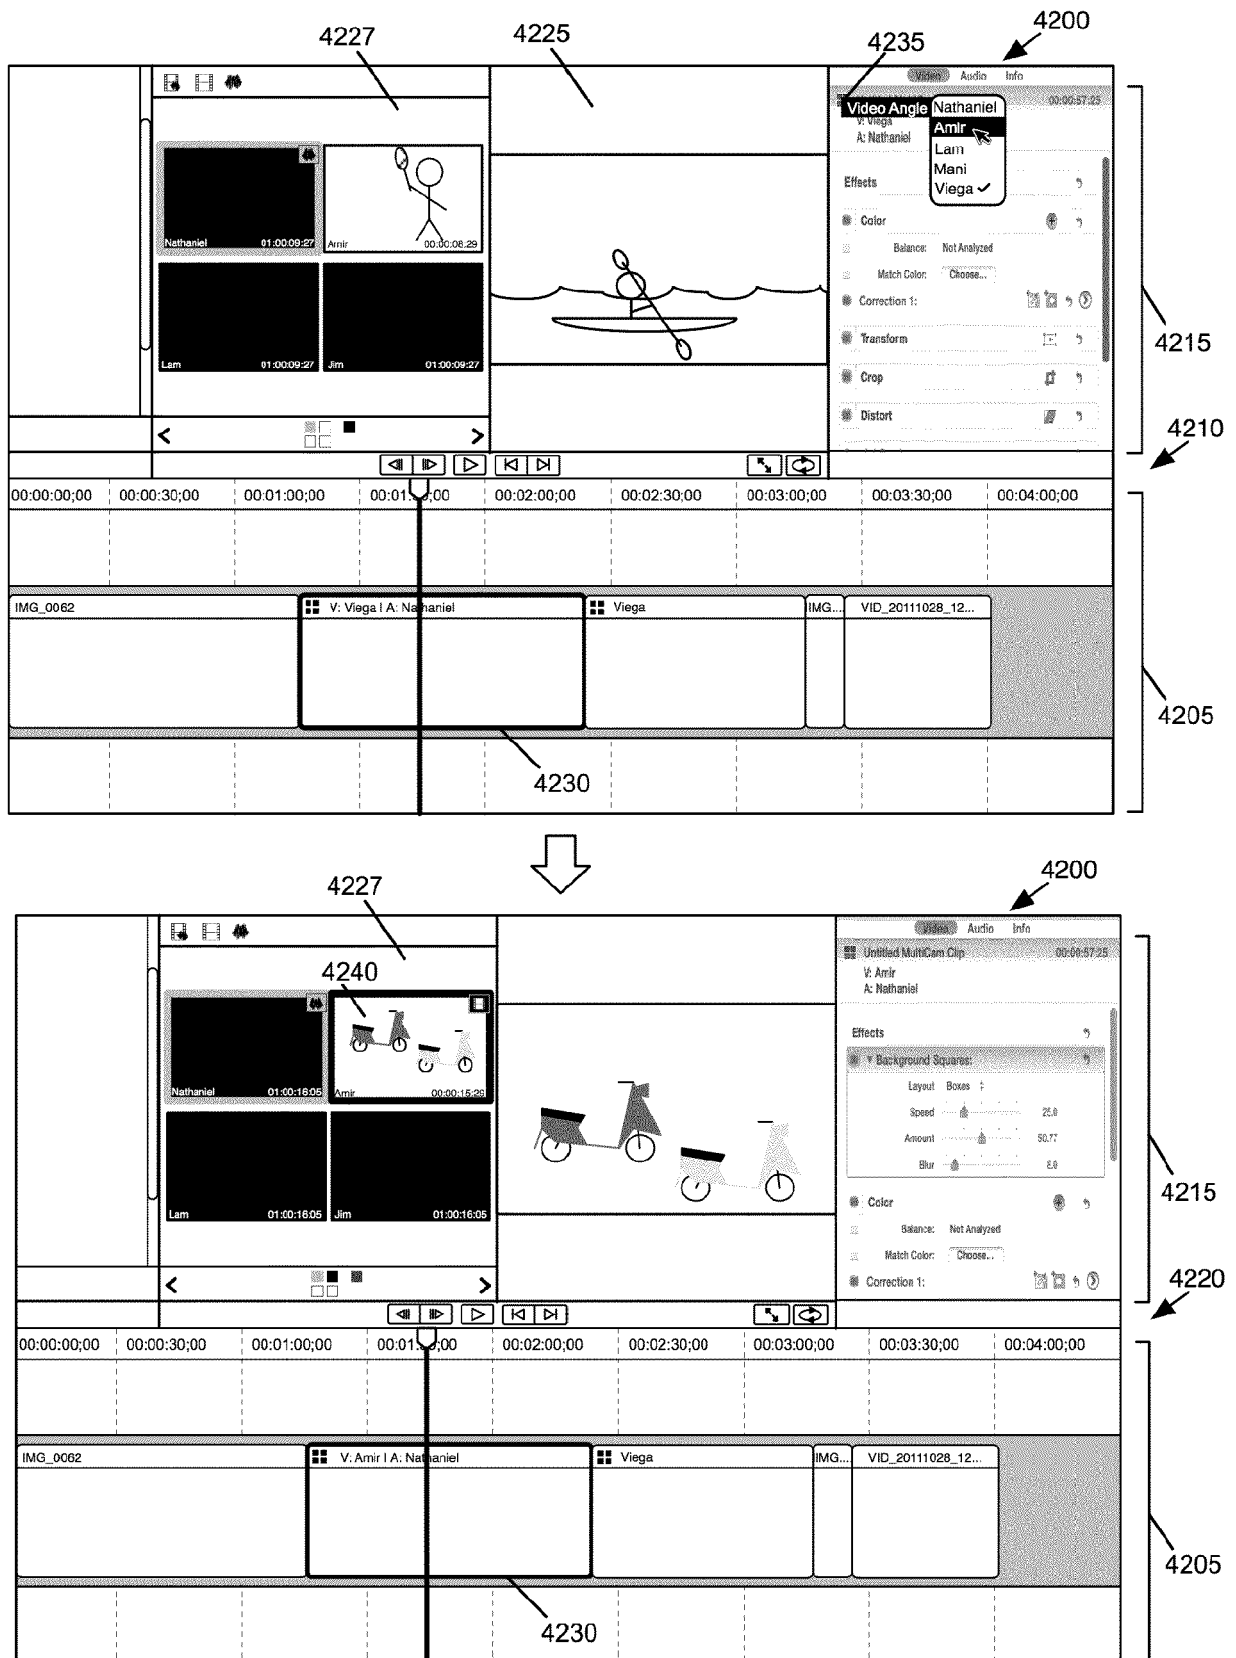 4227
4225
4235
4200
Video Audio Info
Video Angle
00:00:57:25
V: Viega
A: Nathaniel
Nathaniel
Amir
Lam
Mani
Viega
Effects
Color
Balance: Not Analyzed
Match Color: Choose...
Correction 1:
Transform
Crop
Distort
4215
Nathaniel 01:00:09:27
Amir 00:00:08:29
Lam 01:00:09:27
Jim 01:00:09:27
4210
00:00:00;00 00:00:30;00 00:01:00;00 00:02:00;00 00:02:30;00 00:03:00;00 00:03:30;00 00:04:00;00
IMG_0062
V: Viega | A: Nathaniel
Viega
IMG...
VID_20111028_12...
4205
4230
4227
4200
Video Audio Info
Untitled MultiCam Clip 00:00:57:25
V: Amir
A: Nathaniel
4240
Nathaniel 01:00:16:05
Amir 00:00:15:29
Lam 01:00:16:05
Jim 01:00:16:05
Effects
Background Squares:
Layout Boxes
Speed 25.0
Amount 50.77
Blur 8.0
Color
Balance: Not Analyzed
Match Color: Choose...
Correction 1:
4215
4220
00:00:00;00 00:00:30;00 00:01:00;00 00:02:00;00 00:02:30;00 00:03:00;00 00:03:30;00 00:04:00;00
IMG_0062
V: Amir | A: Nathaniel
Viega
IMG...
VID_20111028_12...
4205
4230